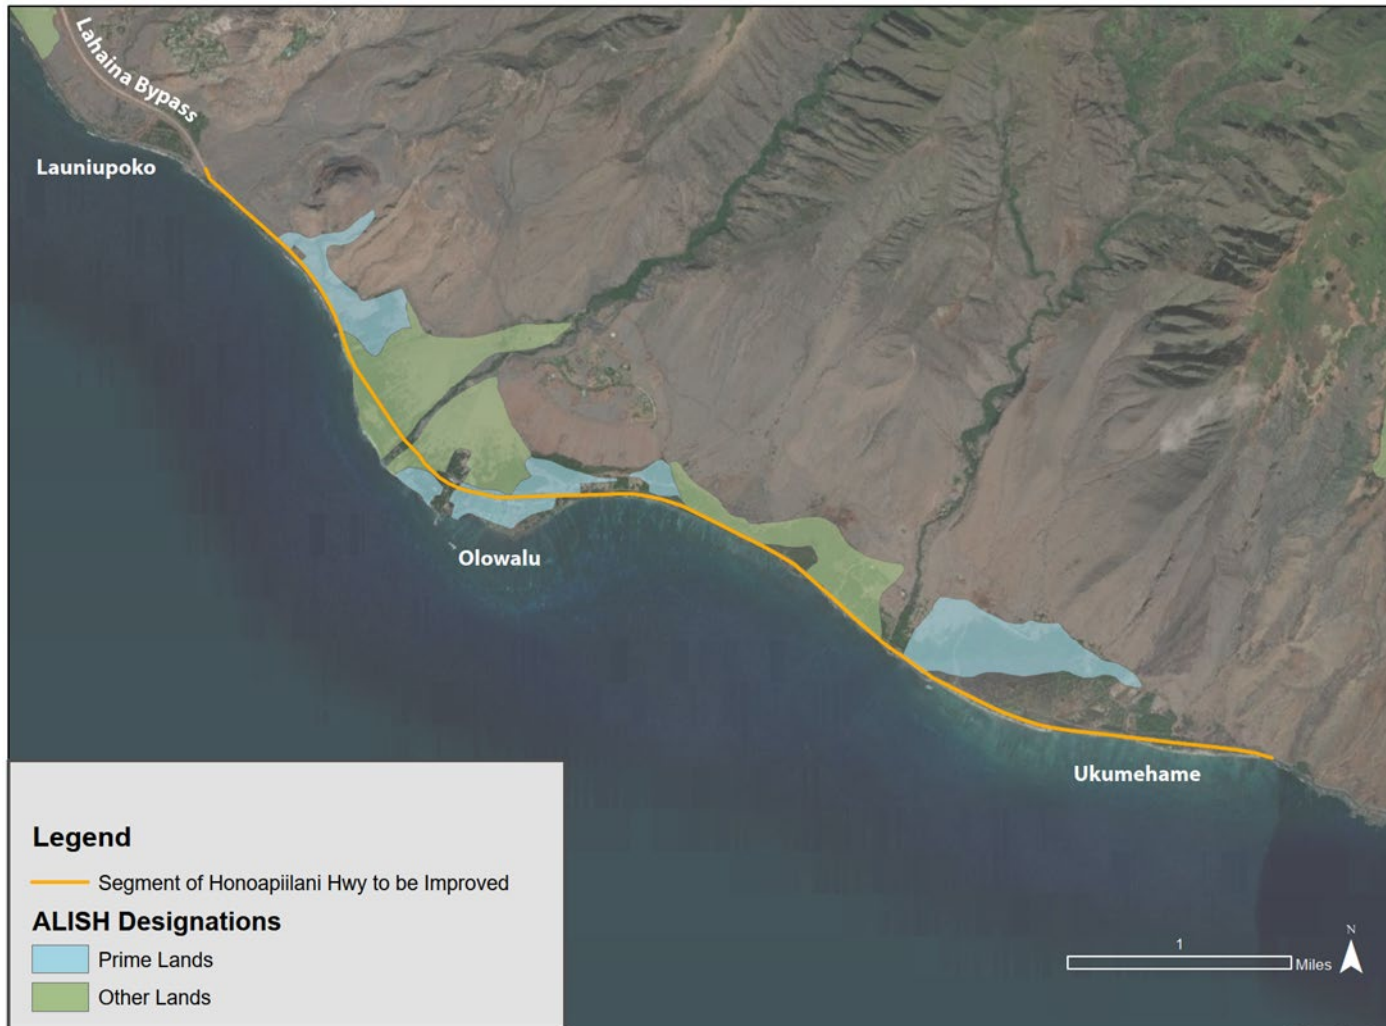 Lahaina Bypass
Launiupoko
Olowalu
Ukumehame
Legend
Segment of Honoapiilani Hwy to be Improved
ALISH Designations
Prime Lands
Other Lands
1
Miles
N